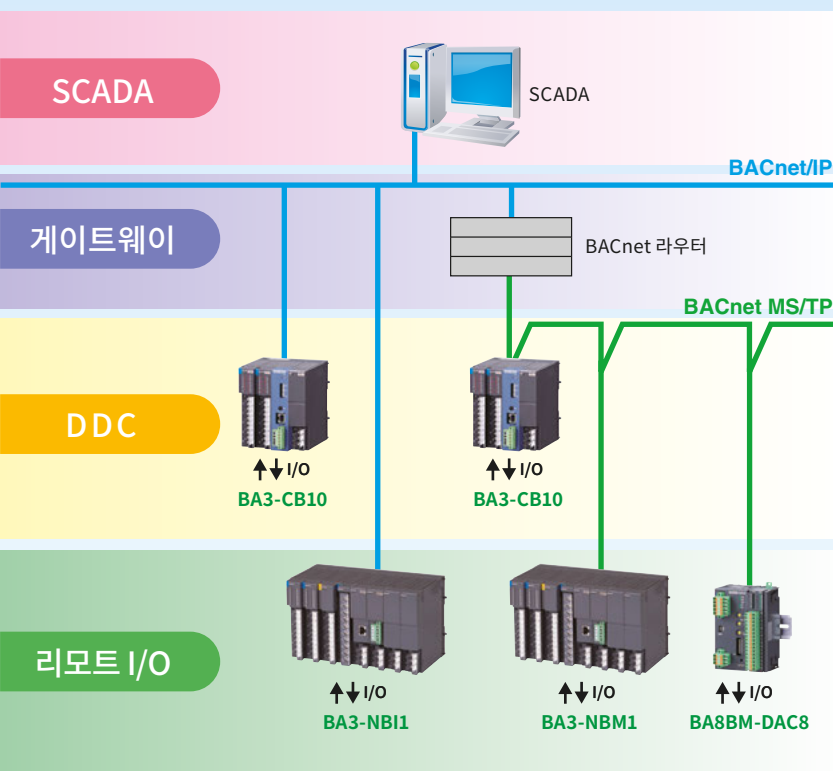 SCADA
SCADA
BACnet/IP
게이트웨이
BACnet 라우터
BACnet MS/TP
DDC
I/O
I/O
BA3-CB10
BA3-CB10
리모트 I/O
I/O
I/O
I/O
BA3-NBI1
BA3-NBM1
BA8BM-DAC8